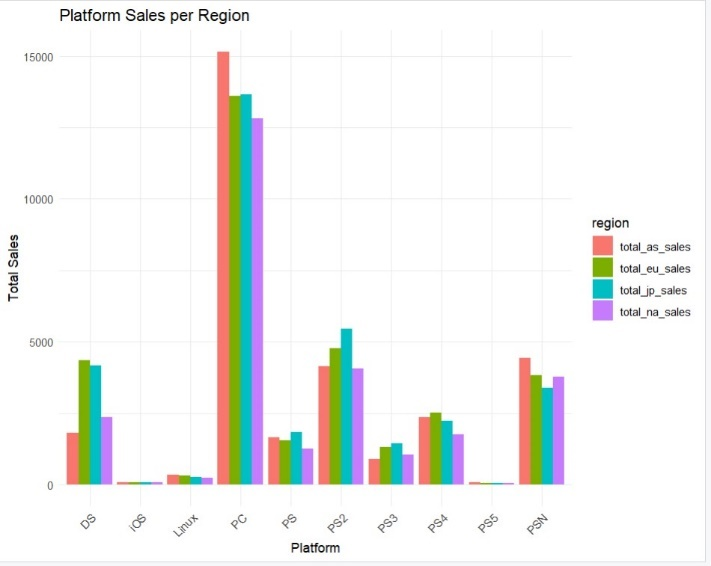 Platform Sales per Region
15000
10000
5000
0
Total Sales
DS
iOS
Linux
PC
PS
PS2
PS3
PS4
PS5
PSN
Platform
region
total_as_sales
total_eu_sales
total_jp_sales
total_na_sales